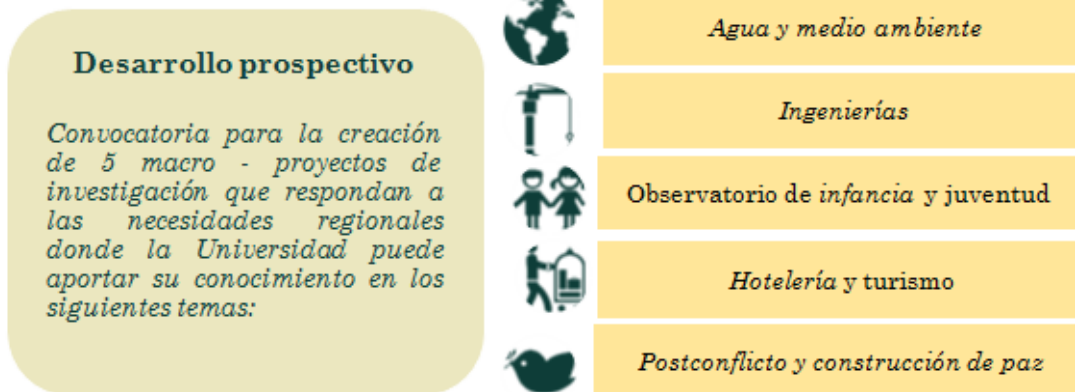 Desarrollo prospectivo
Convocatoria para la creación
de 5 macro - proyectos de
investigación que respondan a
las necesidades regionales
donde la Universidad puede
aportar su conocimiento en los
siguientes temas:
Agua y medio ambiente
Ingenierías
Observatorio de infancia y juventud
Hotelería y turismo
Postconflicto y construcción de paz